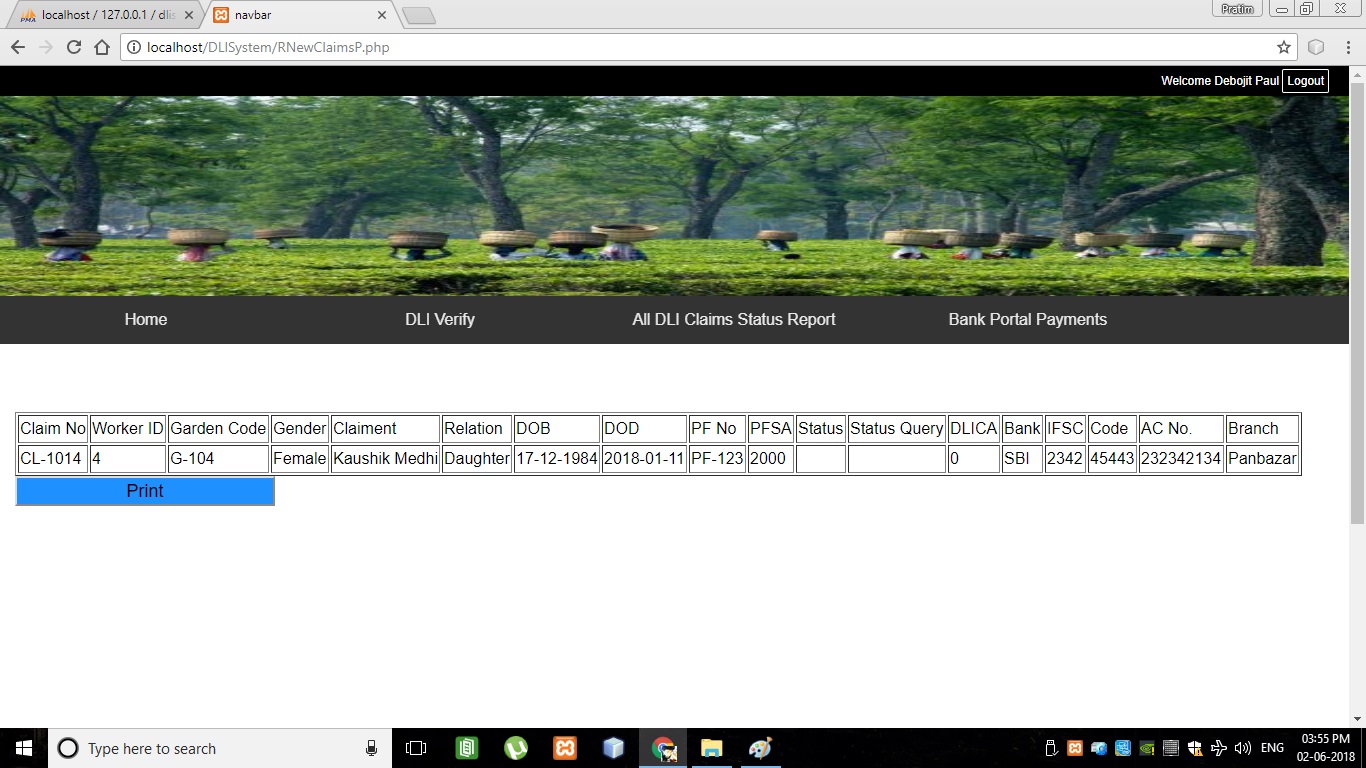 localhost / 127.0.0.1 / dlis
navbar
Pratim
localhost/DLISystem/RNewClaimsP.php
Welcome Debojit Paul Logout
Home DLI Verify All DLI Claims Status Report Bank Portal Payments
Claim No Worker ID Garden Code Gender Claiment Relation DOB DOD PF No PFSA Status Status Query DLICA Bank IFSC Code AC No. Branch
CL-1014 4 G-104 Female Kaushik Medhi Daughter 17-12-1984 2018-01-11 PF-123 2000 0 SBI 2342 45443 232342134 Panbazar
Print
Type here to search
ENG
03:55 PM
02-06-2018